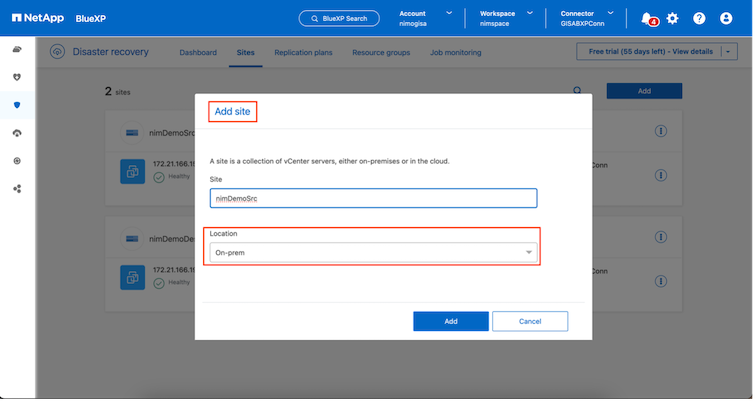 NetApp BlueXP
BlueXP Search
Account
nimogisa
Workspace
nimspace
Connector
GISABXPConn
4
Disaster recovery
Dashboard
Sites
Replication plans
Resource groups
Job monitoring
Free trial (55 days left) - View details
2 sites
Add
Add site
A site is a collection of vCenter servers, either on-premises or in the cloud.
Site
nimDemoSrc
Location
On-prem
Add
Cancel
nimDemoSrc
172.21.166.19
Healthy
Conn
nimDemoDe
172.21.166.19
Healthy
Conn